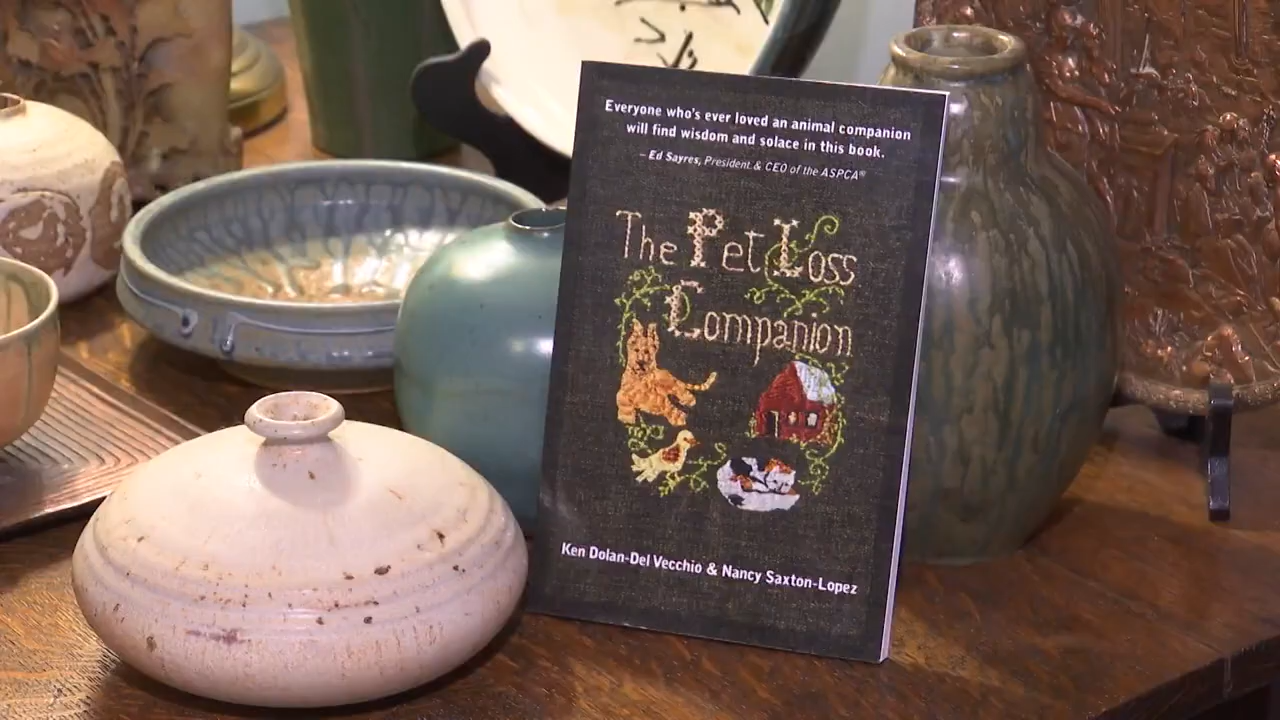 Everyone who's ever loved an animal companion
will find wisdom and solace in this book.
– Ed Sayres, President & CEO of the ASPCA®
The Pet Loss
Companion
Ken Dolan-Del Vecchio & Nancy Saxton-Lopez